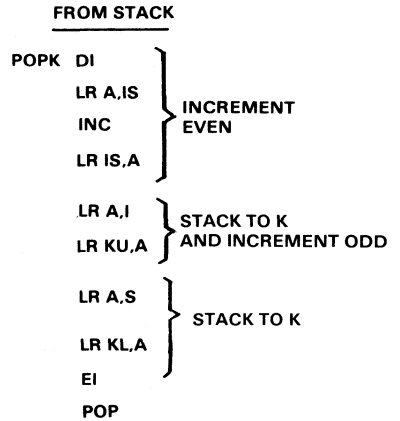 FROM STACK
POPK DI
LR A,IS
INC
LR IS,A
INCREMENT
EVEN
LR A,I
LR KU,A
STACK TO K
AND INCREMENT ODD
LR A,S
LR KL,A
STACK TO K
EI
POP